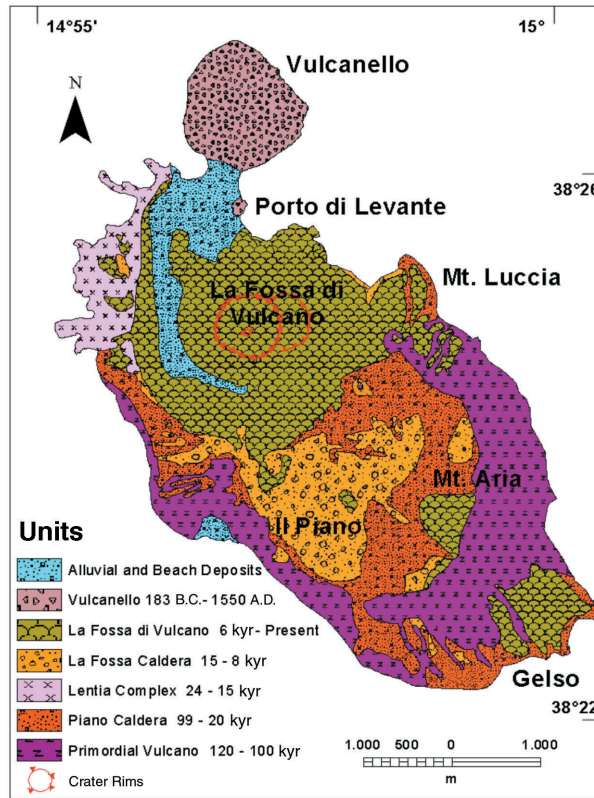 14°55'
15°
Vulcanello
N
38°26
Porto di Levante
Mt. Luccia
La Fossa di
Vulcano
Mt. Aria
Il Piano
Units
Alluvial and Beach Deposits
Vulcanello 183 B.C.- 1550 A.D.
La Fossa di Vulcano 6 kyr- Present
La Fossa Caldera 15 - 8 kyr
Lentia Complex 24 - 15 kyr
Piano Caldera 99 - 20 kyr
Primordial Vulcano 120 - 100 kyr
Crater Rims
Gelso
38°22
1.000 500 0 1.000
m